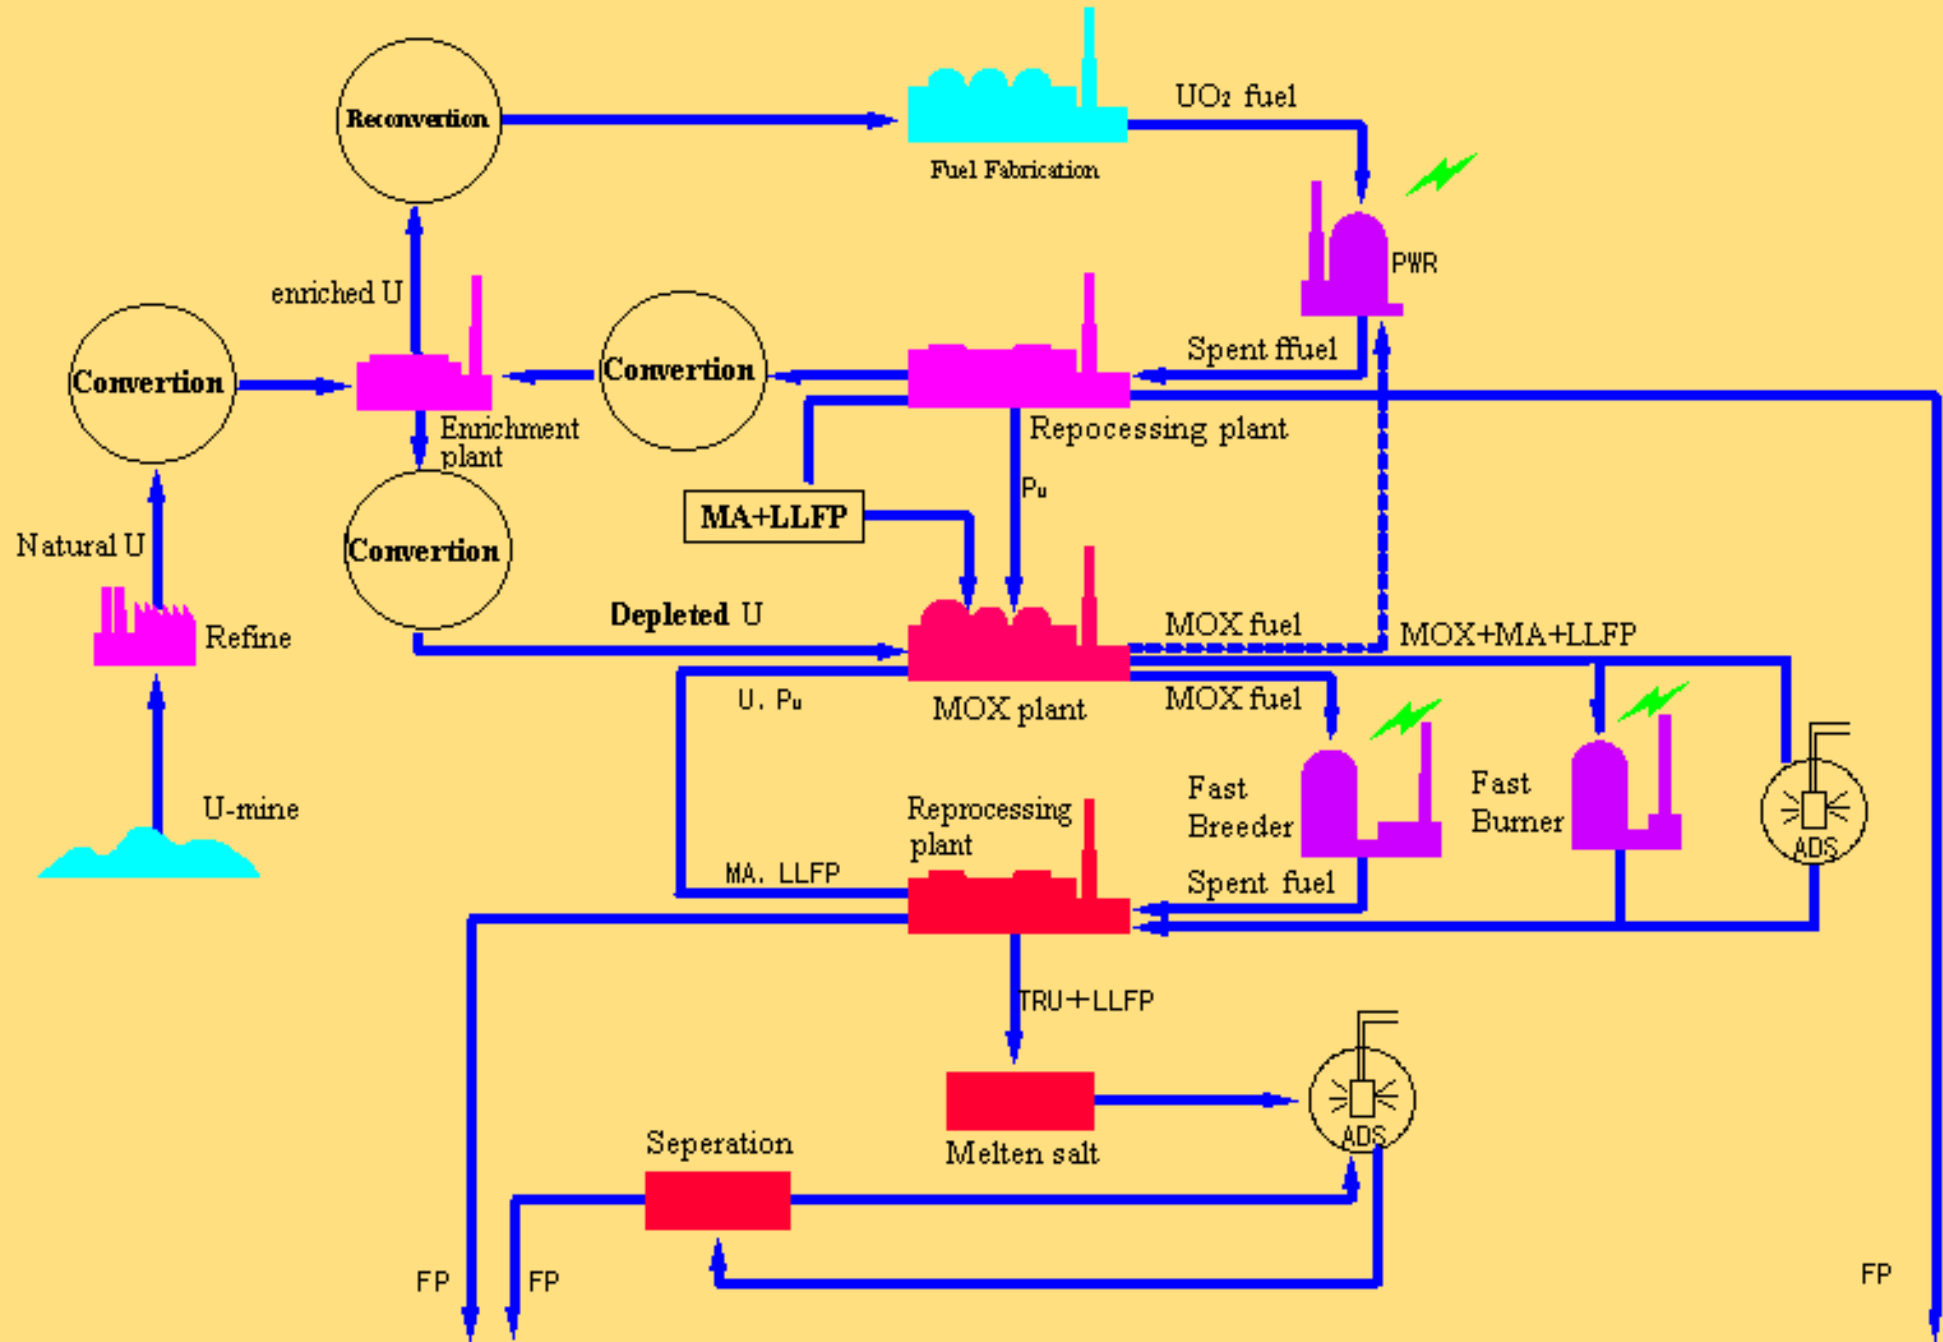 UO₂ fuel
Reconvertion
Fuel Fabrication
PWR
enriched U
Spent ffuel
Convertion
Convertion
Enrichment
plant
Repocessing plant
Pu
MA+LLFP
Natural U
Convertion
Depleted U
MOX fuel
MOX+MA+LLFP
Refine
U. Pu
MOX plant
MOX fuel
U-mine
Reprocessing
plant
Fast
Breeder
Fast
Burner
ADS
MA. LLFP
Spent fuel
TRU+LLFP
ADS
Seperation
Melten salt
FP
FP
FP